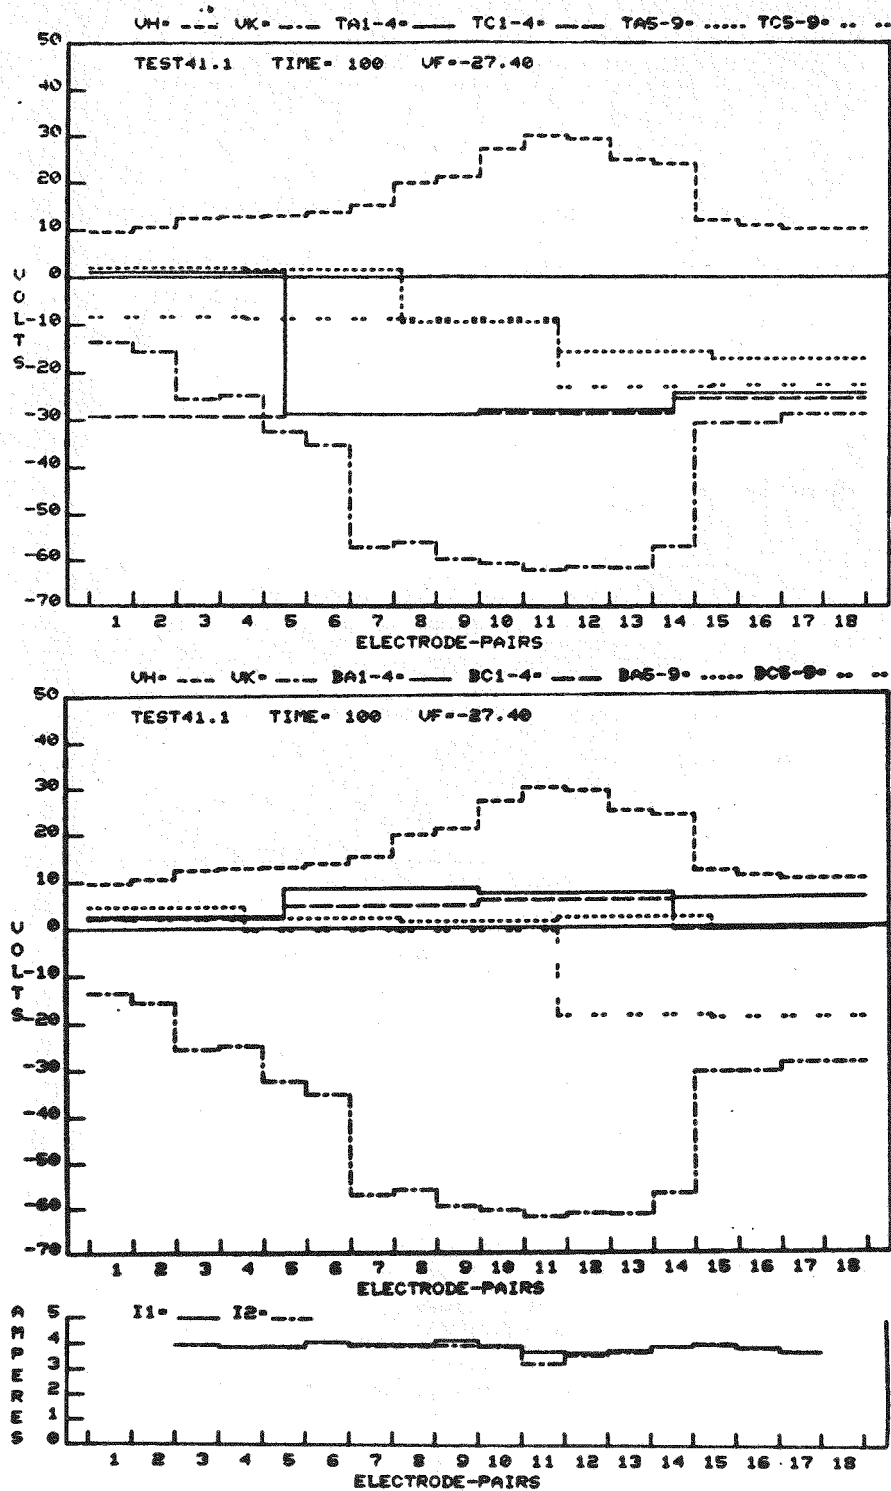 VH= VK= TA1-4= TC1-4= TA5-9= TC5-9=
TEST41.1 TIME= 100 VF=-27.40
50
40
30
20
10
0
-10
-20
-30
-40
-50
-60
-70
VOLTS
1 2 3 4 5 6 7 8 9 10 11 12 13 14 15 16 17 18
ELECTRODE-PAIRS
VH= VK= BA1-4= BC1-4= BA5-9= BC5-9=
TEST41.1 TIME= 100 VF=-27.40
50
40
30
20
10
0
-10
-20
-30
-40
-50
-60
-70
VOLTS
1 2 3 4 5 6 7 8 9 10 11 12 13 14 15 16 17 18
ELECTRODE-PAIRS
I1= I2=
5
4
3
2
1
0
AMPERES
1 2 3 4 5 6 7 8 9 10 11 12 13 14 15 16 17 18
ELECTRODE-PAIRS